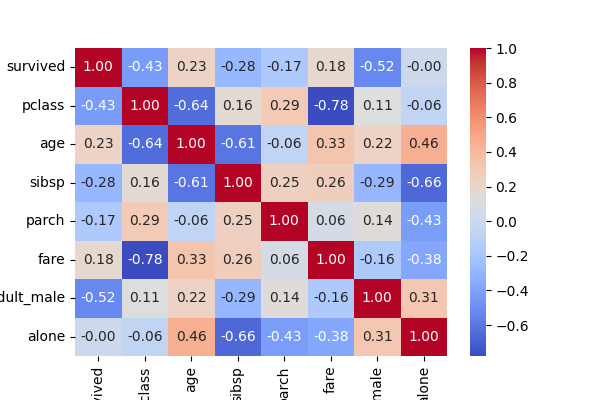 survived 1.00 -0.43 0.23 -0.28 -0.17 0.18 -0.52 -0.00
pclass -0.43 1.00 -0.64 0.16 0.29 -0.78 0.11 -0.06
age 0.23 -0.64 1.00 -0.61 -0.06 0.33 0.22 0.46
sibsp -0.28 0.16 -0.61 1.00 0.25 0.26 -0.29 -0.66
parch -0.17 0.29 -0.06 0.25 1.00 0.06 0.14 -0.43
fare 0.18 -0.78 0.33 0.26 0.06 1.00 -0.16 -0.38
dult_male -0.52 0.11 0.22 -0.29 0.14 -0.16 1.00 0.31
alone -0.00 -0.06 0.46 -0.66 -0.43 -0.38 0.31 1.00
vived
class
age
sibsp
parch
fare
male
alone
1.0
0.8
0.6
0.4
0.2
0.0
−0.2
−0.4
−0.6